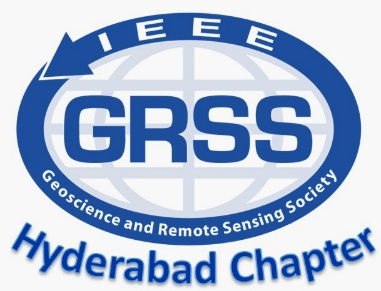 IEEE
GRSS
Geoscience and Remote Sensing Society
Hyderabad Chapter